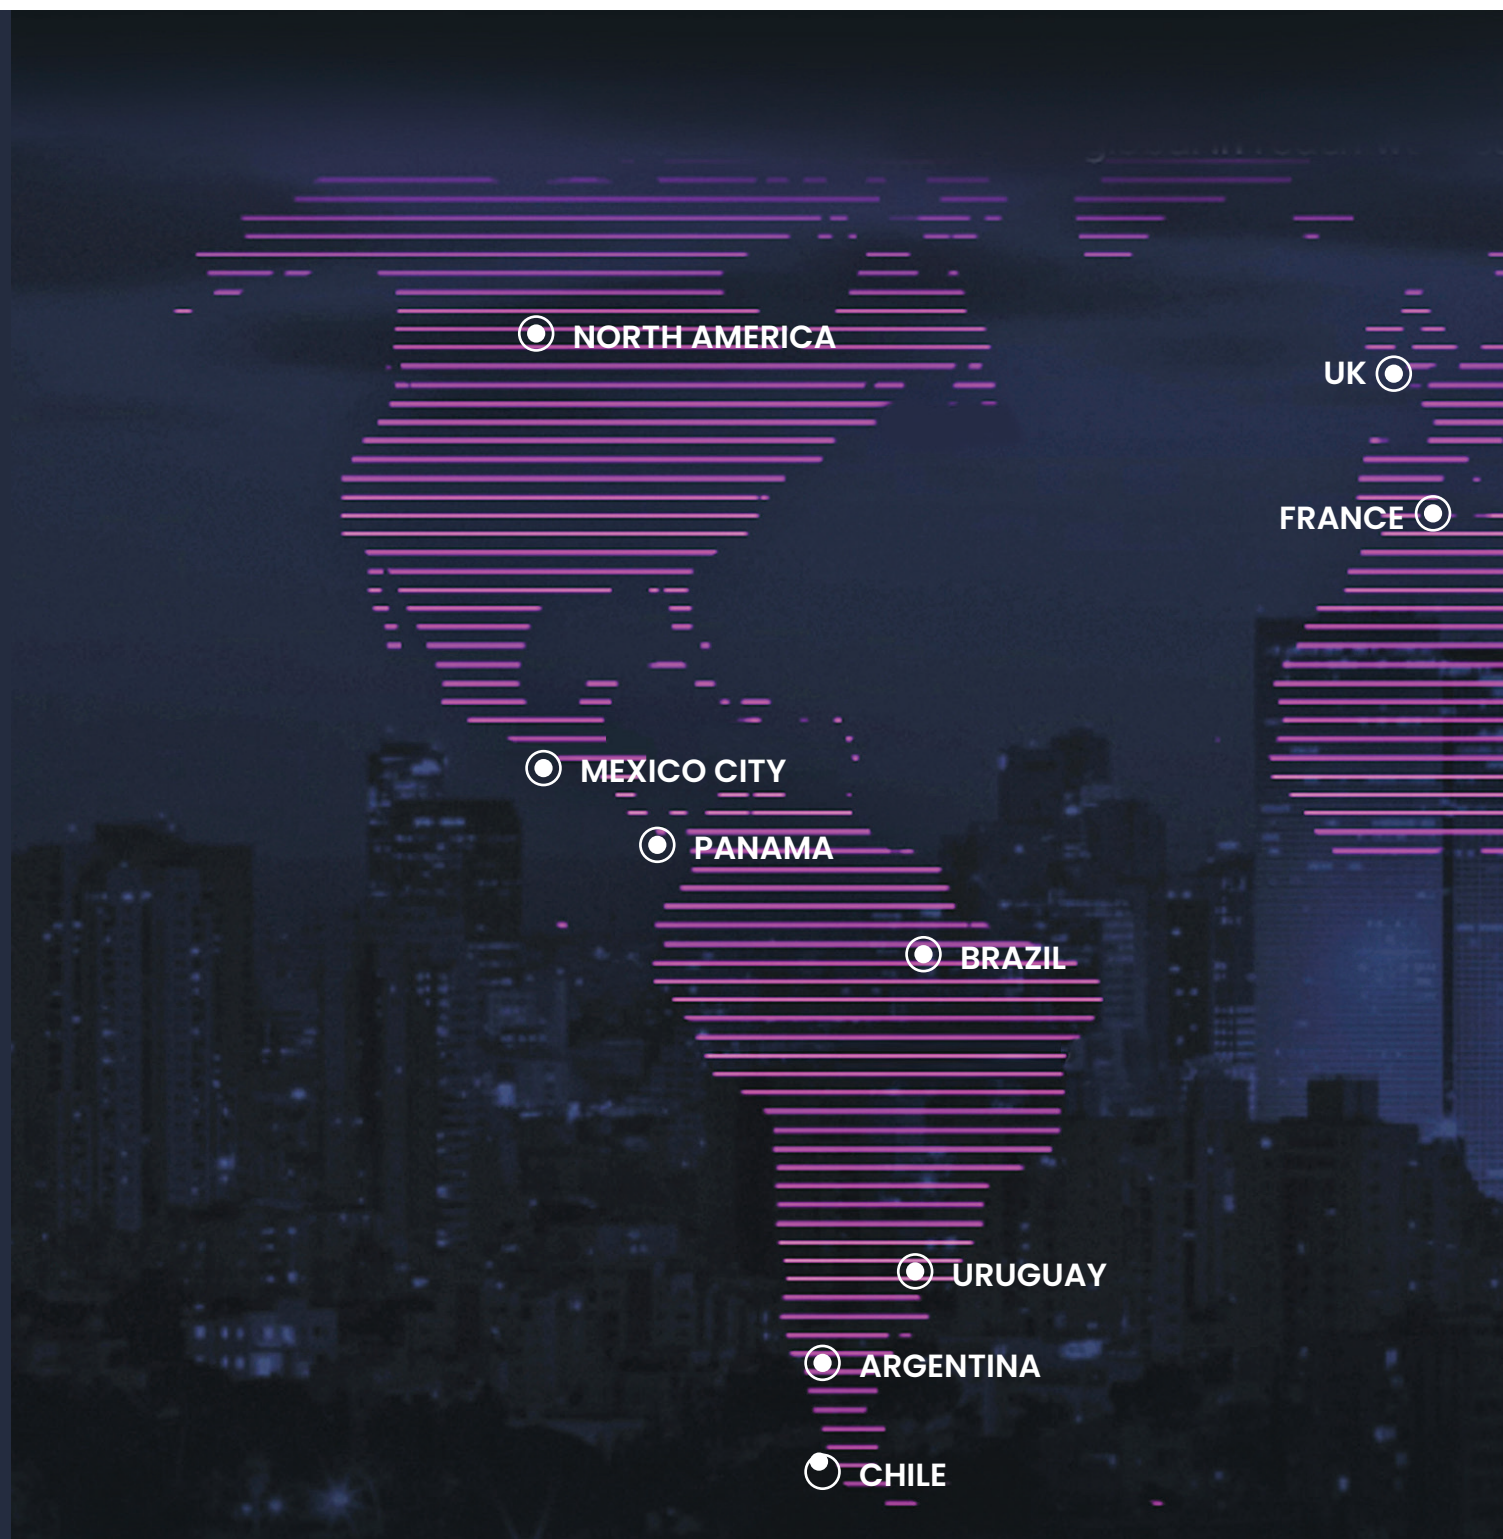 NORTH AMERICA
UK
FRANCE
MEXICO CITY
PANAMA
BRAZIL
URUGUAY
ARGENTINA
CHILE